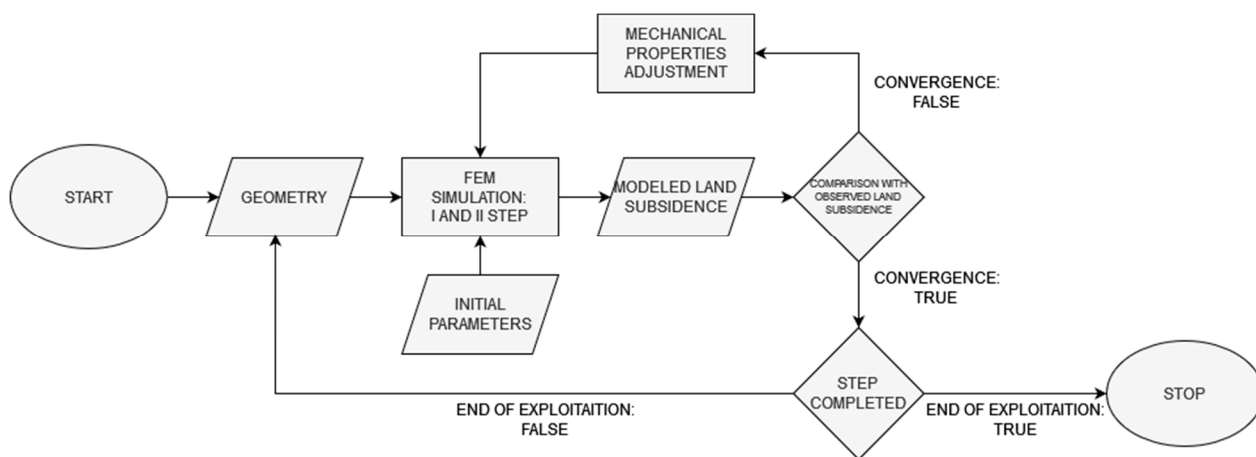 MECHANICAL
PROPERTIES
ADJUSTMENT
CONVERGENCE:
FALSE
START
GEOMETRY
FEM
SIMULATION:
I AND II STEP
MODELED LAND
SUBSIDENCE
COMPARISON WITH
OBSERVED LAND
SUBSIDENCE
INITIAL
PARAMETERS
CONVERGENCE:
TRUE
STEP
COMPLETED
END OF EXPLOITAITION:
FALSE
END OF EXPLOITAITION:
TRUE
STOP